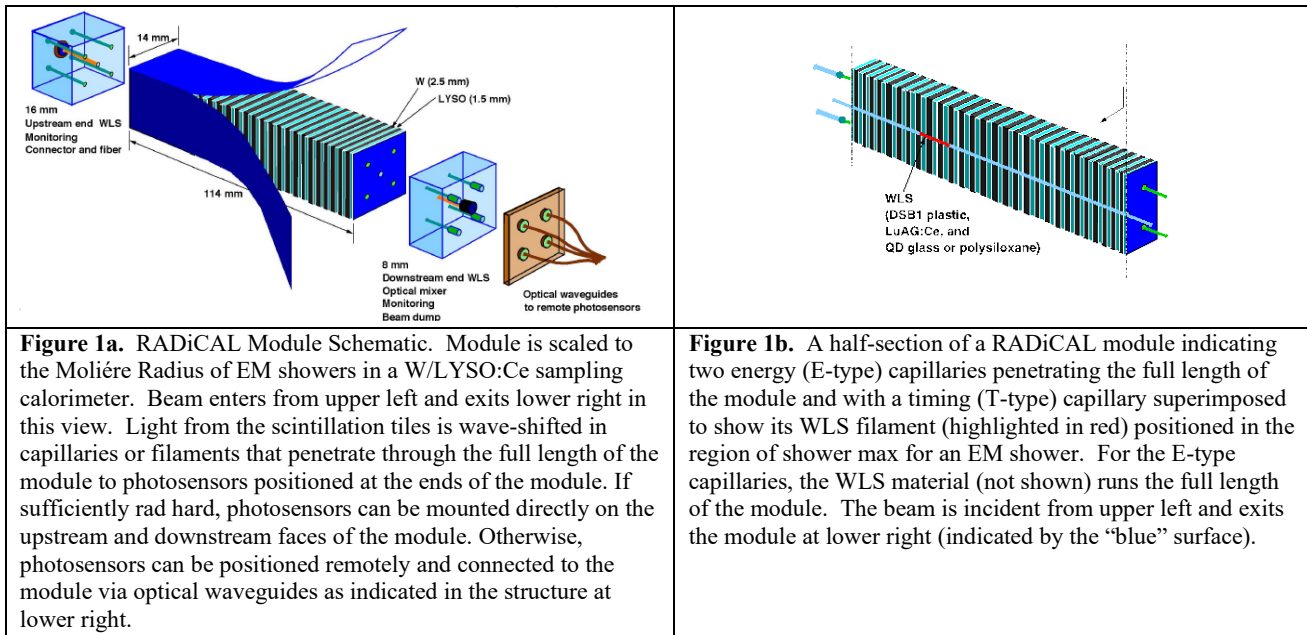 14 mm
W (2.5 mm)
LYSO (1.5 mm)
16 mm
Upstream end WLS
Monitoring
Connector and fiber
114 mm
8 mm
Downstream end WLS
Optical mixer
Monitoring
Beam dump
Optical waveguides
to remote photosensors
WLS
(DSB1 plastic,
LuAG:Ce, and
QD glass or polysiloxane)
Figure 1a. RADiCAL Module Schematic. Module is scaled to
the Moliére Radius of EM showers in a W/LYSO:Ce sampling
calorimeter. Beam enters from upper left and exits lower right in
this view. Light from the scintillation tiles is wave-shifted in
capillaries or filaments that penetrate through the full length of the
module to photosensors positioned at the ends of the module. If
sufficiently rad hard, photosensors can be mounted directly on the
upstream and downstream faces of the module. Otherwise,
photosensors can be positioned remotely and connected to the
module via optical waveguides as indicated in the structure at
lower right.
Figure 1b. A half-section of a RADiCAL module indicating
two energy (E-type) capillaries penetrating the full length of
the module and with a timing (T-type) capillary superimposed
to show its WLS filament (highlighted in red) positioned in the
region of shower max for an EM shower. For the E-type
capillaries, the WLS material (not shown) runs the full length
of the module. The beam is incident from upper left and exits
the module at lower right (indicated by the “blue” surface).